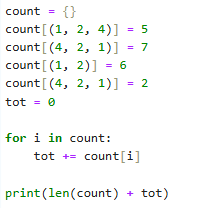 count = {}
count[(1, 2, 4)] = 5
count[(4, 2, 1)] = 7
count[(1, 2)] = 6
count[(4, 2, 1)] = 2
tot = 0
for i in count:
    tot += count[i]
print(len(count) + tot)